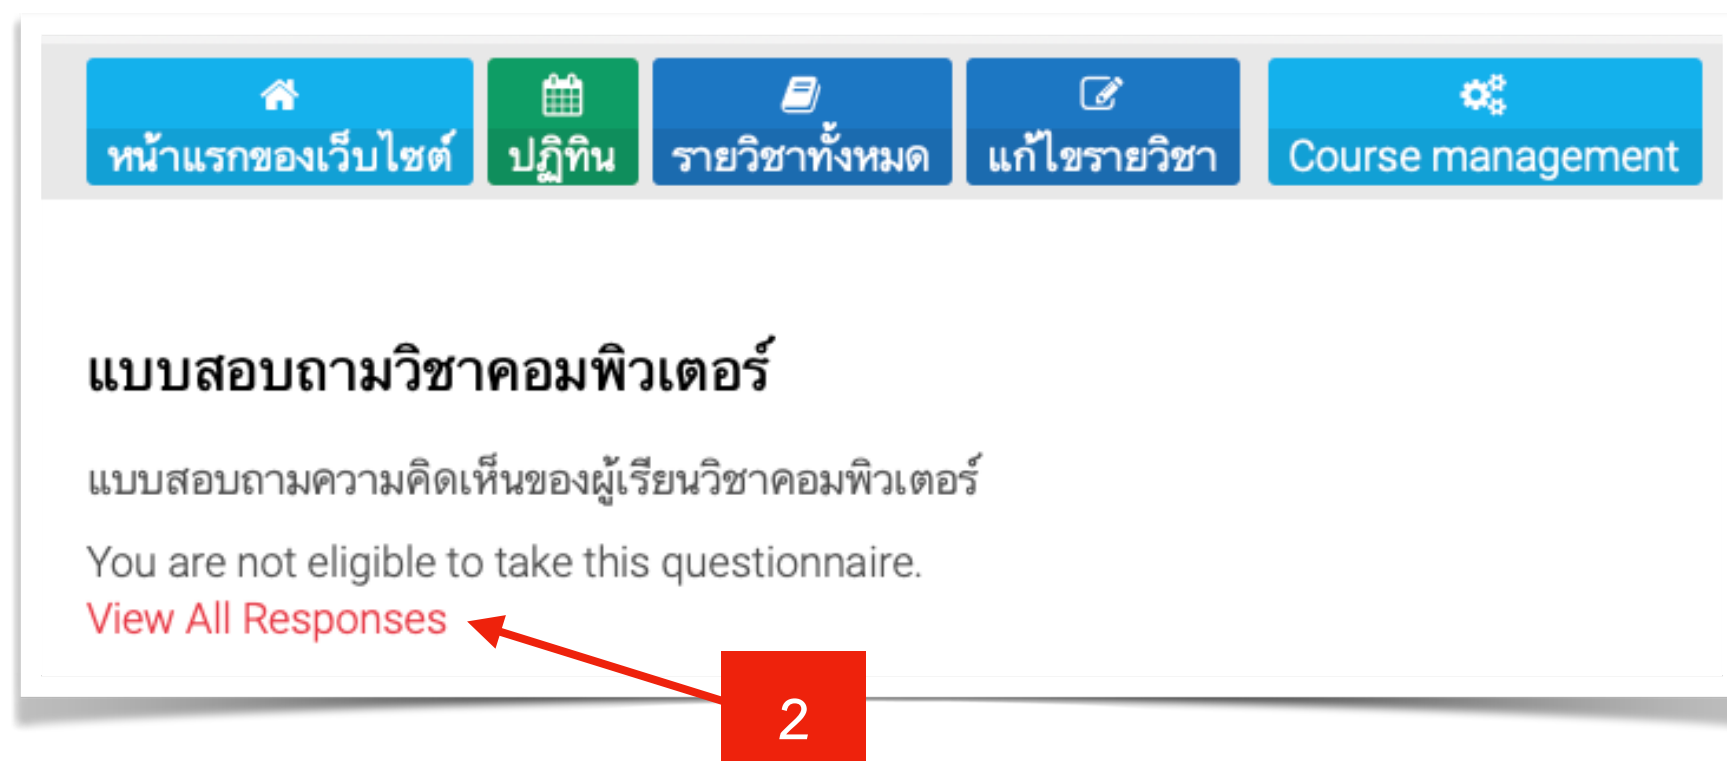 หน้าแรกของเว็บไซต์ ปฏิทิน รายวิชาทั้งหมด แก้ไขรายวิชา Course management
แบบสอบถามวิชาคอมพิวเตอร์
แบบสอบถามความคิดเห็นของผู้เรียนวิชาคอมพิวเตอร์
You are not eligible to take this questionnaire.
View All Responses
2